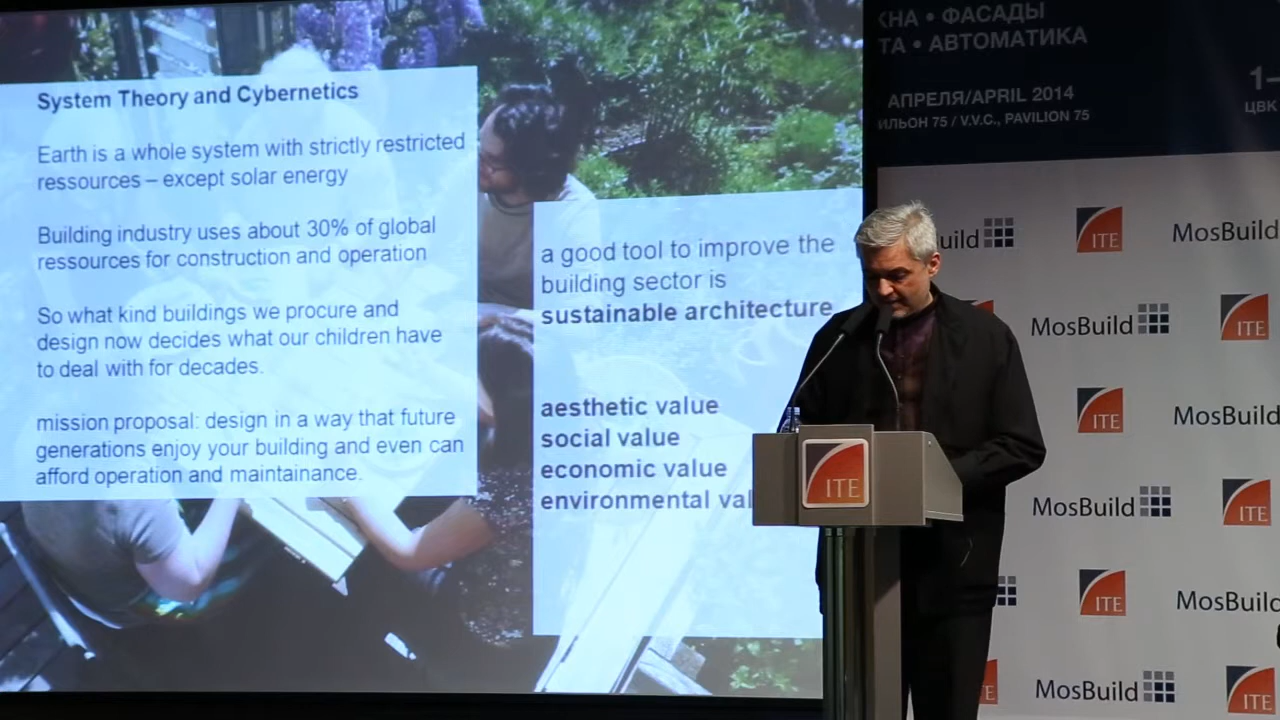 System Theory and Cybernetics
Earth is a whole system with strictly restricted
ressources – except solar energy
Building industry uses about 30% of global
ressources for construction and operation
So what kind buildings we procure and
design now decides what our children have
to deal with for decades.
mission proposal: design in a way that future
generations enjoy your building and even can
afford operation and maintainance.
a good tool to improve the
building sector is
sustainable architecture
aesthetic value
social value
economic value
environmental val
КНА • ФАСАДЫ
ТА • АВТОМАТИКА
АПРЕЛЯ/APRIL 2014
ИЛЬОН 75 / V.V.C., PAVILION 75
1–
ЦВК
uild ITE MosBuild
MosBuild ITE
ITE MosBuild
MosBuild ITE
ITE MosBuild
E MosBuild ITE
ITE